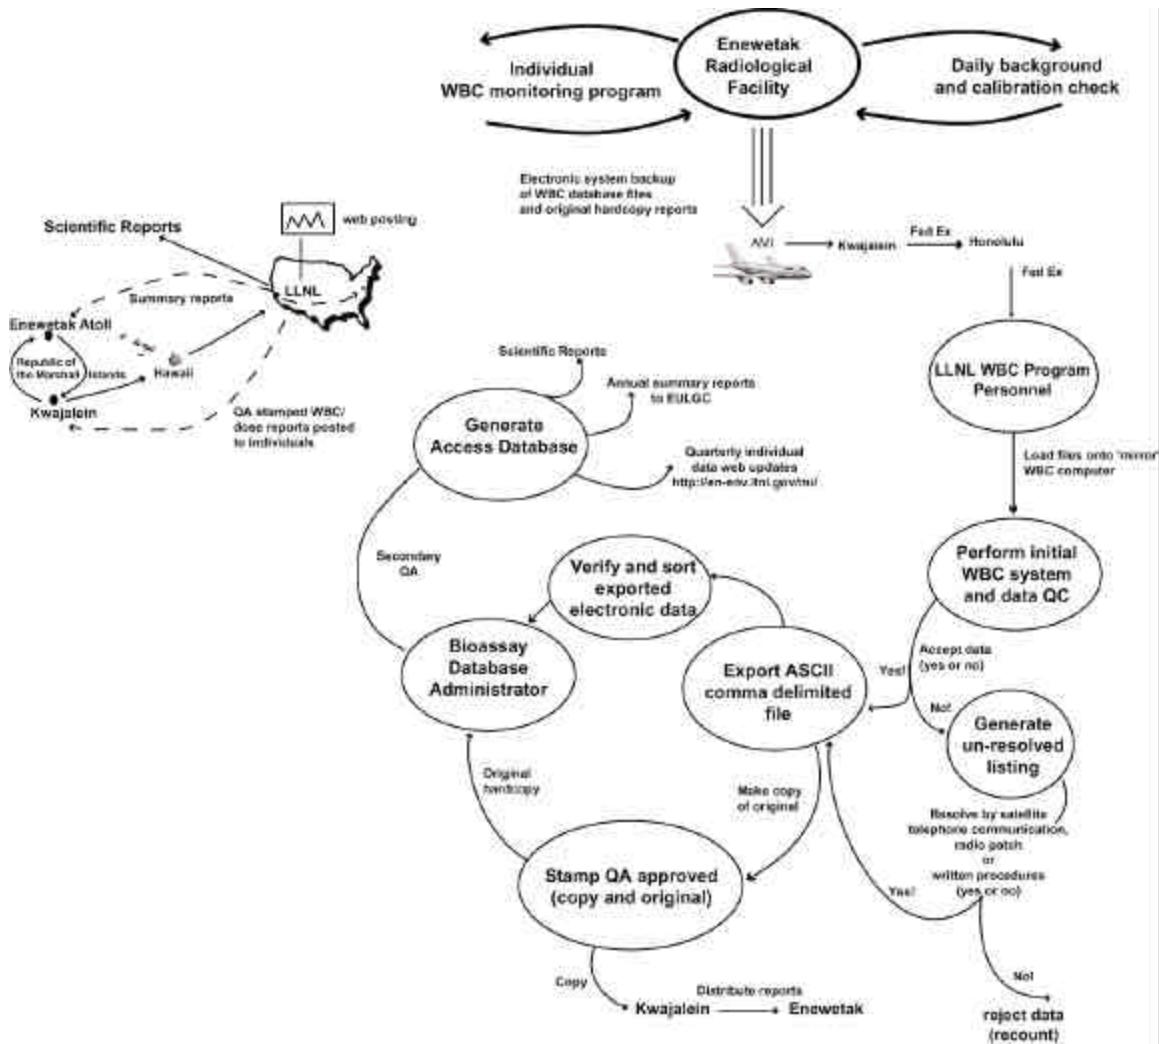 Enewetak
Radiological
Facility
Individual
WBC monitoring program
Daily background
and calibration check
Electronic system backup
of WBC database files
and original hardcopy reports
AMI
Kwajalein
Fed Ex
Honolulu
Fed Ex
Scientific Reports
web posting
LLNL
Summary reports
Enewetak Atoll
Republic of
the Marshall Islands
Hawaii
Kwajalein
QA stamped WBC/
dose reports posted
to individuals
LLNL WBC Program
Personnel
Load files onto 'mirror'
WBC computer
Scientific Reports
Annual summary reports
to EULGC
Generate
Access Database
Quarterly individual
data web updates
Secondary
QA
Verify and sort
exported
electronic data
Perform initial
WBC system
and data QC
Accept data
(yes or no)
Yes!
No!
Bioassay
Database
Administrator
Export ASCII
comma delimited
file
Generate
un-resolved
listing
Original
hardcopy
Make copy
of original
Resolve by satellite
telephone communication,
radio patch
or
written procedures
(yes or no)
Yes!
Stamp QA approved
(copy and original)
Copy
Distribute reports
Kwajalein
Enewetak
No!
reject data
(recount)